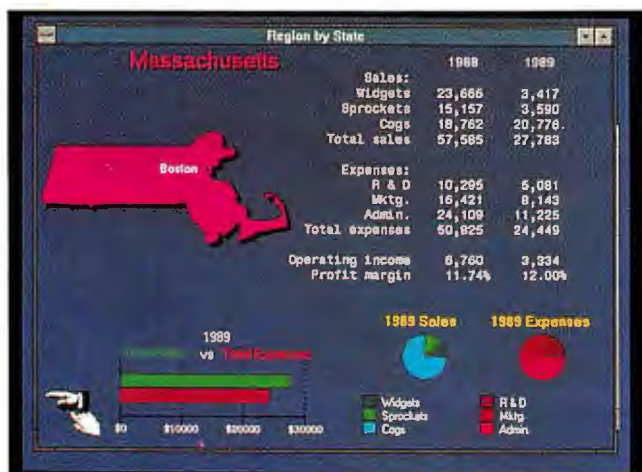 Region by State
Massachusetts
1988 1989
Sales:
Widgets 23,666 3,417
Sprockets 15,157 3,590
Cogs 18,762 20,776.
Total sales 57,585 27,783
Boston
Expenses:
R & D 10,295 5,081
Mktg. 16,421 8,143
Admin. 24,109 11,225
Total expenses 50,825 24,449
Operating income 6,760 3,334
Profit margin 11.74% 12.00%
1989 Sales 1989 Expenses
1989
vs Total Expenses
Widgets
Sprockets
Cogs
R & D
Mktg.
Admin.
$0 $10000 $20000 $30000